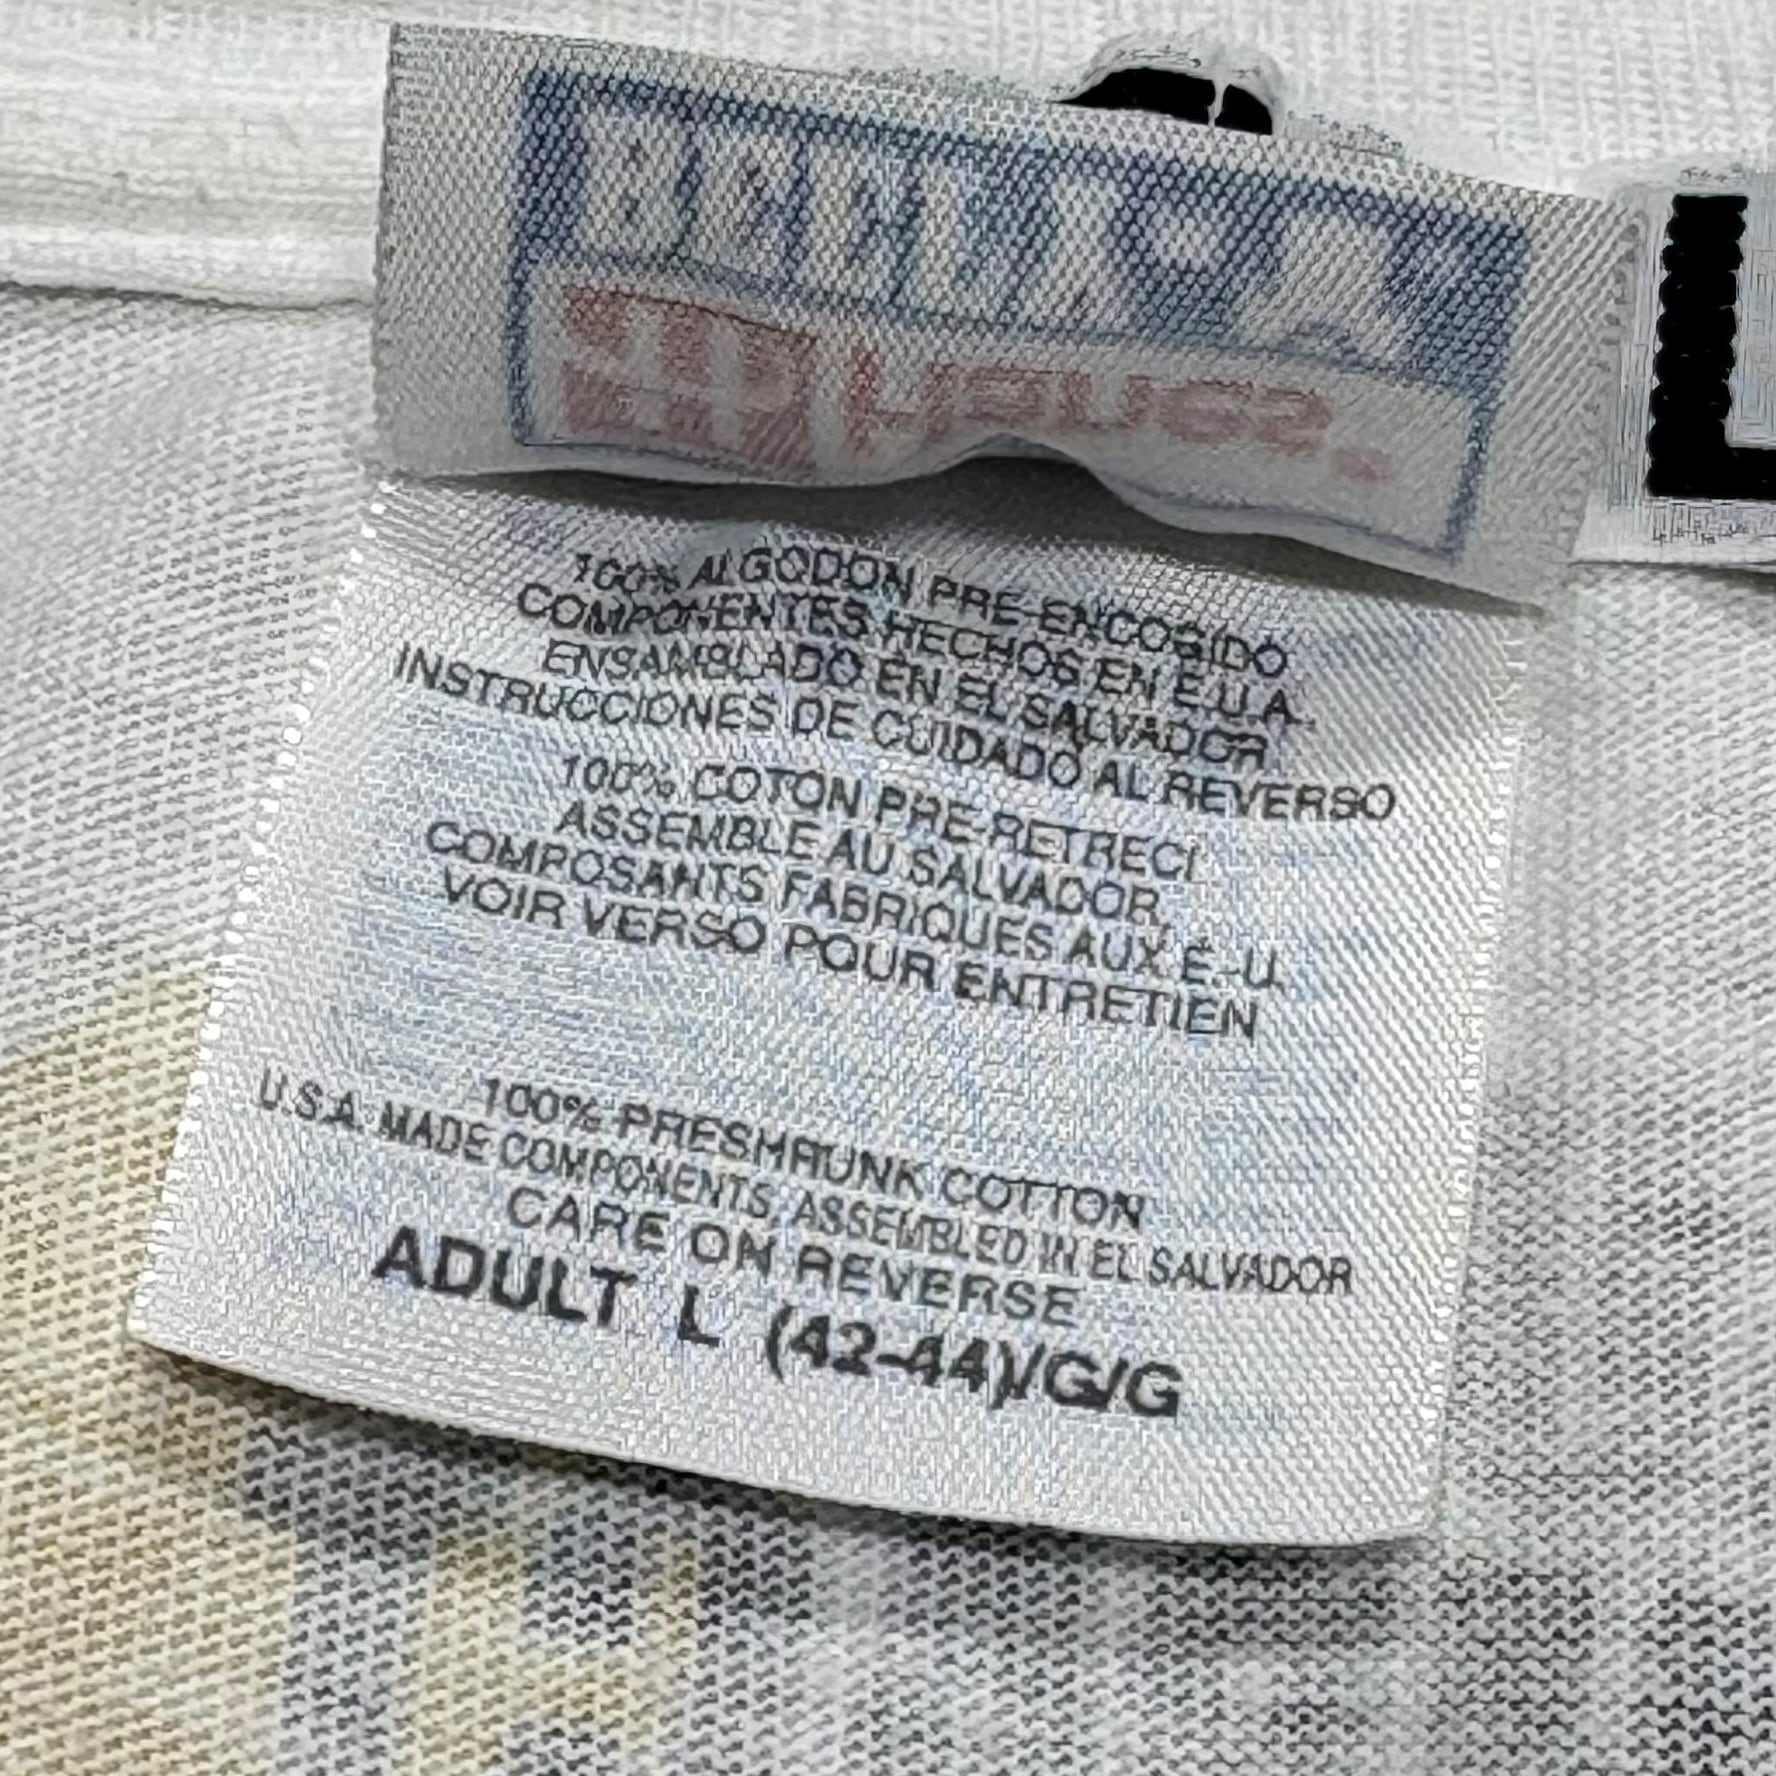 100% ALGODON PRE-ENCOGIDO
COMPONENTES HECHOS EN E.U.A.
ENSAMBLADO EN EL SALVADOR
INSTRUCCIONES DE CUIDADO AL REVERSO
100% COTON PRE-RETRECI
ASSEMBLE AU SALVADOR,
COMPOSANTS FABRIQUES AUX É.-U.
VOIR VERSO POUR ENTRETIEN
100% PRESHRUNK COTTON
U.S.A. MADE COMPONENTS, ASSEMBLED IN EL SALVADOR
CARE ON REVERSE
ADULT L (42-44)/G/G